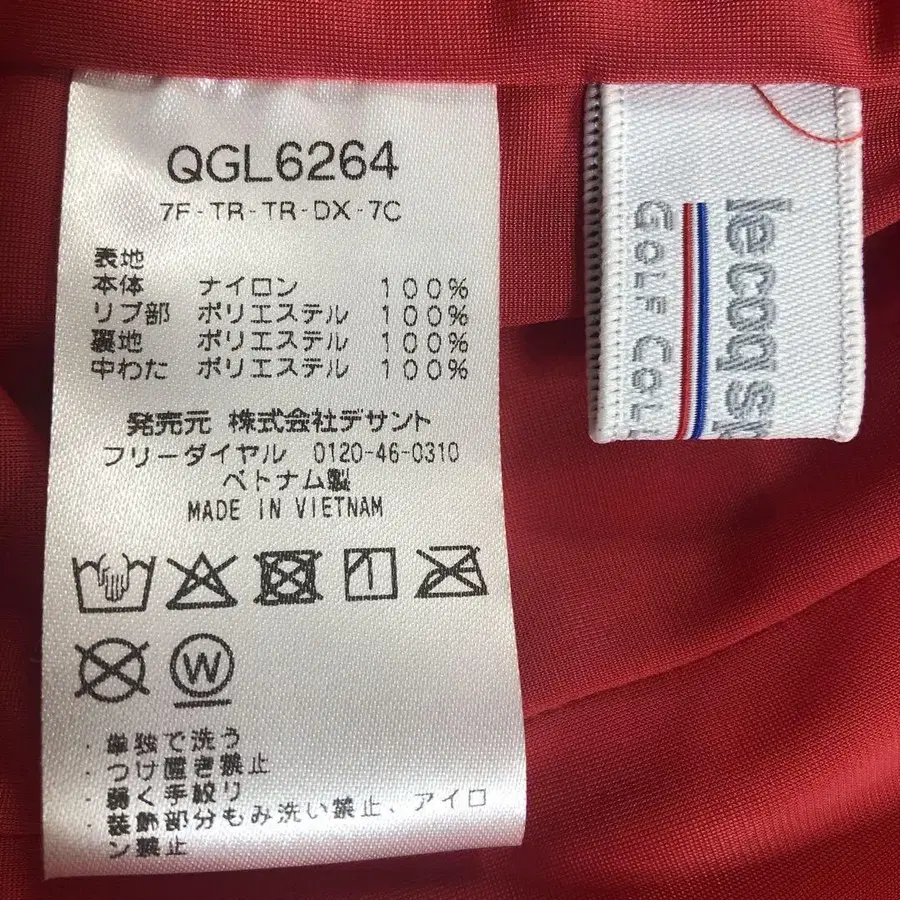 QGL6264
7F-TR-TR-DX-7C
表地
本体 ナイロン 100%
リブ部 ポリエステル 100%
裏地 ポリエステル 100%
中わた ポリエステル 100%
発売元 株式会社デサント
フリーダイヤル 0120-46-0310
ベトナム製
MADE IN VIETNAM
W
・単独で洗う
・つけ置き禁止
・弱く手絞り
・装飾部分もみ洗い禁止、アイロ
ン禁止
lecoq sp
GOLF COL